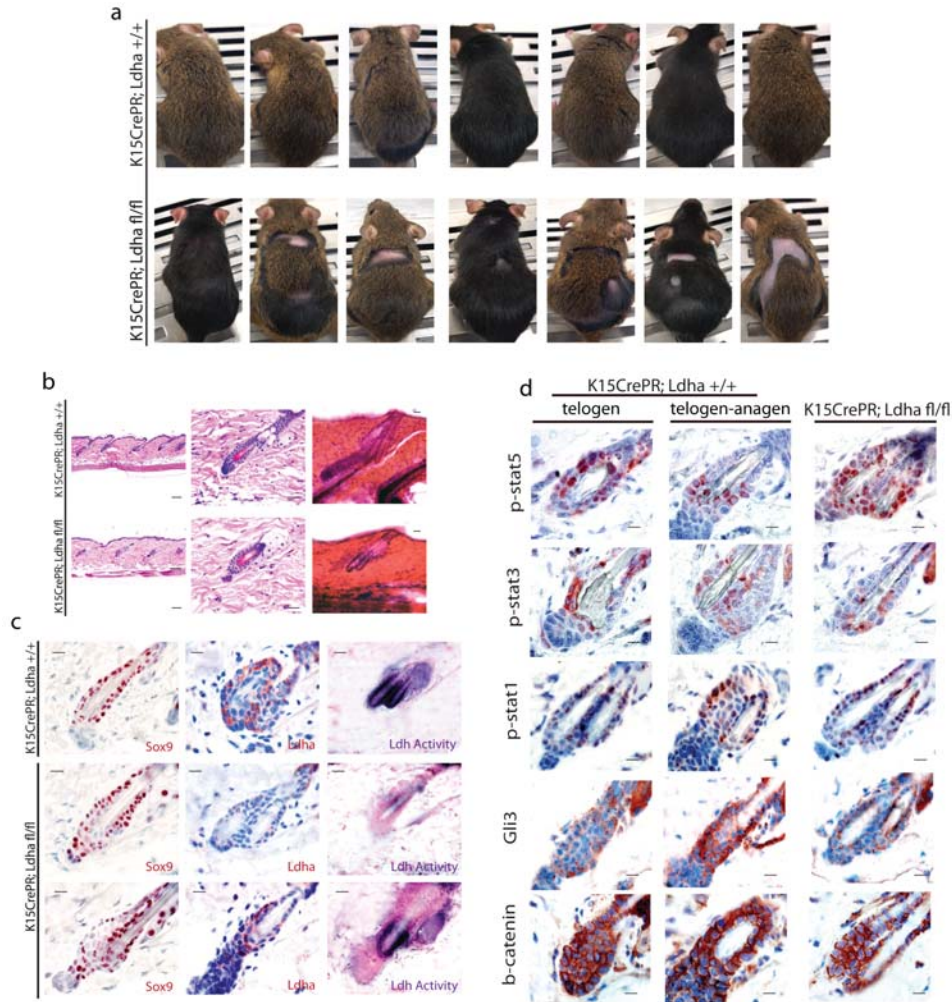 a
K15CrePR; Ldha +/+
K15CrePR; Ldha fl/fl
b
K15CrePR; Ldha +/+
K15CrePR; Ldha fl/fl
c
K15CrePR; Ldha +/+
Sox9
Ldha
Ldh Activity
K15CrePR; Ldha fl/fl
Sox9
Ldha
Ldh Activity
Sox9
Ldha
Ldh Activity
d
K15CrePR; Ldha +/+
telogen
telogen-anagen
K15CrePR; Ldha fl/fl
p-stat5
p-stat3
p-stat1
Gli3
b-catenin